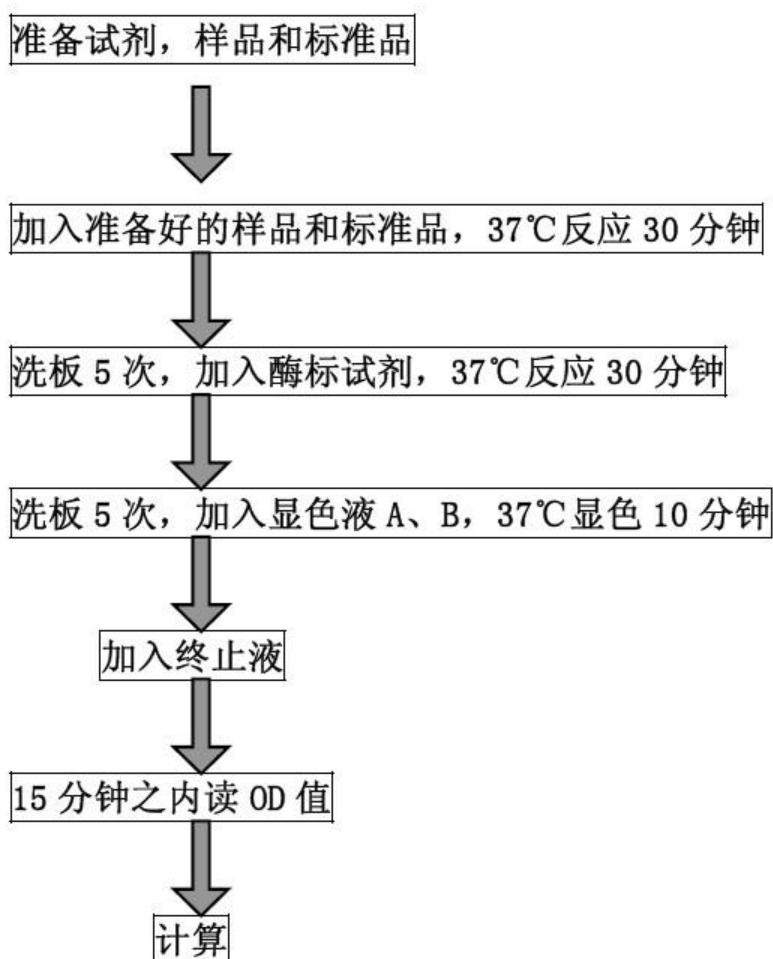 准备试剂，样品和标准品
加入准备好的样品和标准品，37℃反应 30 分钟
洗板 5 次，加入酶标试剂，37℃反应 30 分钟
洗板 5 次，加入显色液 A、B，37℃显色 10 分钟
加入终止液
15 分钟之内读 OD 值
计算